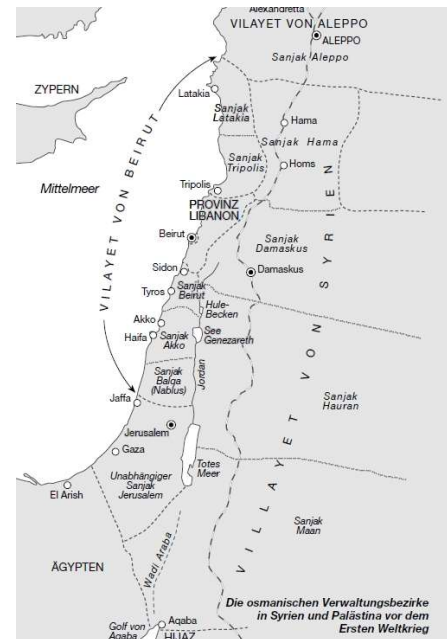 Alexandretta
VILAYET VON ALEPPO
ALEPPO
Sanjak Aleppo
ZYPERN
Latakia
Sanjak
Latakia
Hama
Sanjak Hama
Sanjak
Tripolis
Homs
Mittelmeer
Tripolis
PROVINZ
LIBANON
VILAYET VON BEIRUT
Beirut
Sanjak
Damaskus
Sidon
Damaskus
Sanjak
Beirut
Tyros
Hule-
Becken
Akko
Sanjak
Akko
See
Genezareth
Haifa
Sanjak
Balqa
(Nablus)
Jordan
VILLAYET VON SYRIEN
Sanjak
Hauran
Jaffa
Jerusalem
Gaza
Unabhängiger
Sanjak
Jerusalem
Totes
Meer
El Arish
Sanjak
Maan
ÄGYPTEN
Wadi Araba
Die osmanischen Verwaltungsbezirke
in Syrien und Palästina vor dem
Ersten Weltkrieg
Golf von
Aqaba
Aqaba
HIJAZ